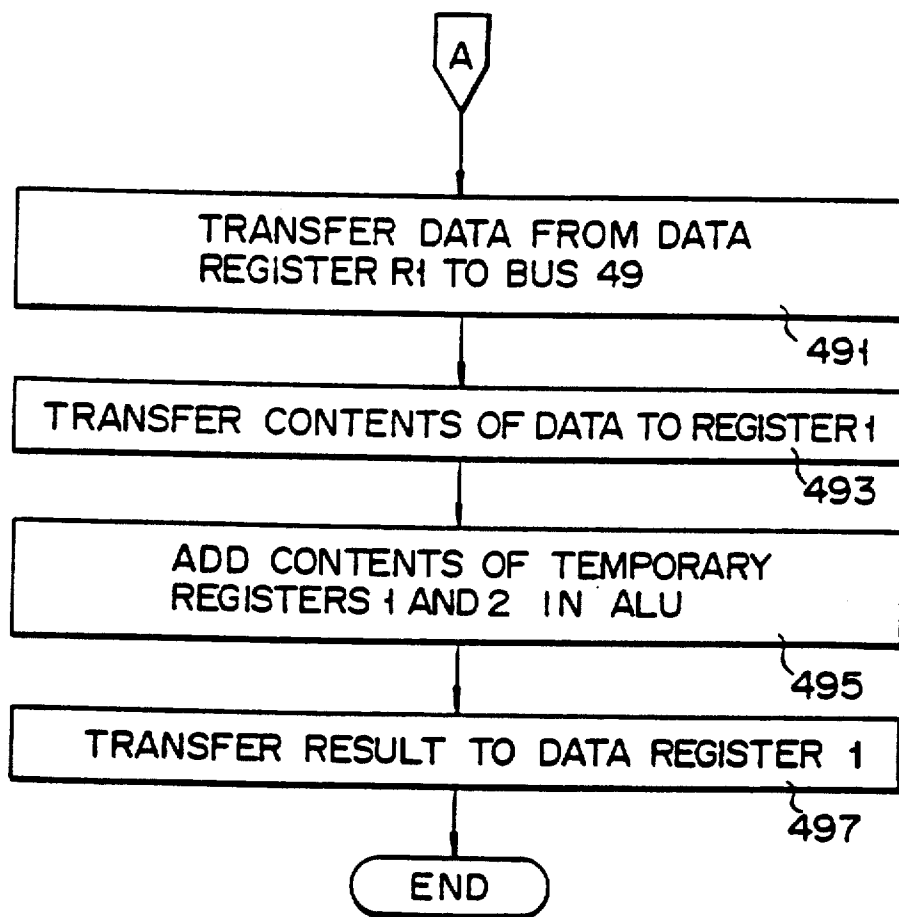 A
TRANSFER DATA FROM DATA
REGISTER R1 TO BUS 49
491
TRANSFER CONTENTS OF DATA TO REGISTER 1
493
ADD CONTENTS OF TEMPORARY
REGISTERS 1 AND 2 IN ALU
495
TRANSFER RESULT TO DATA REGISTER 1
497
END